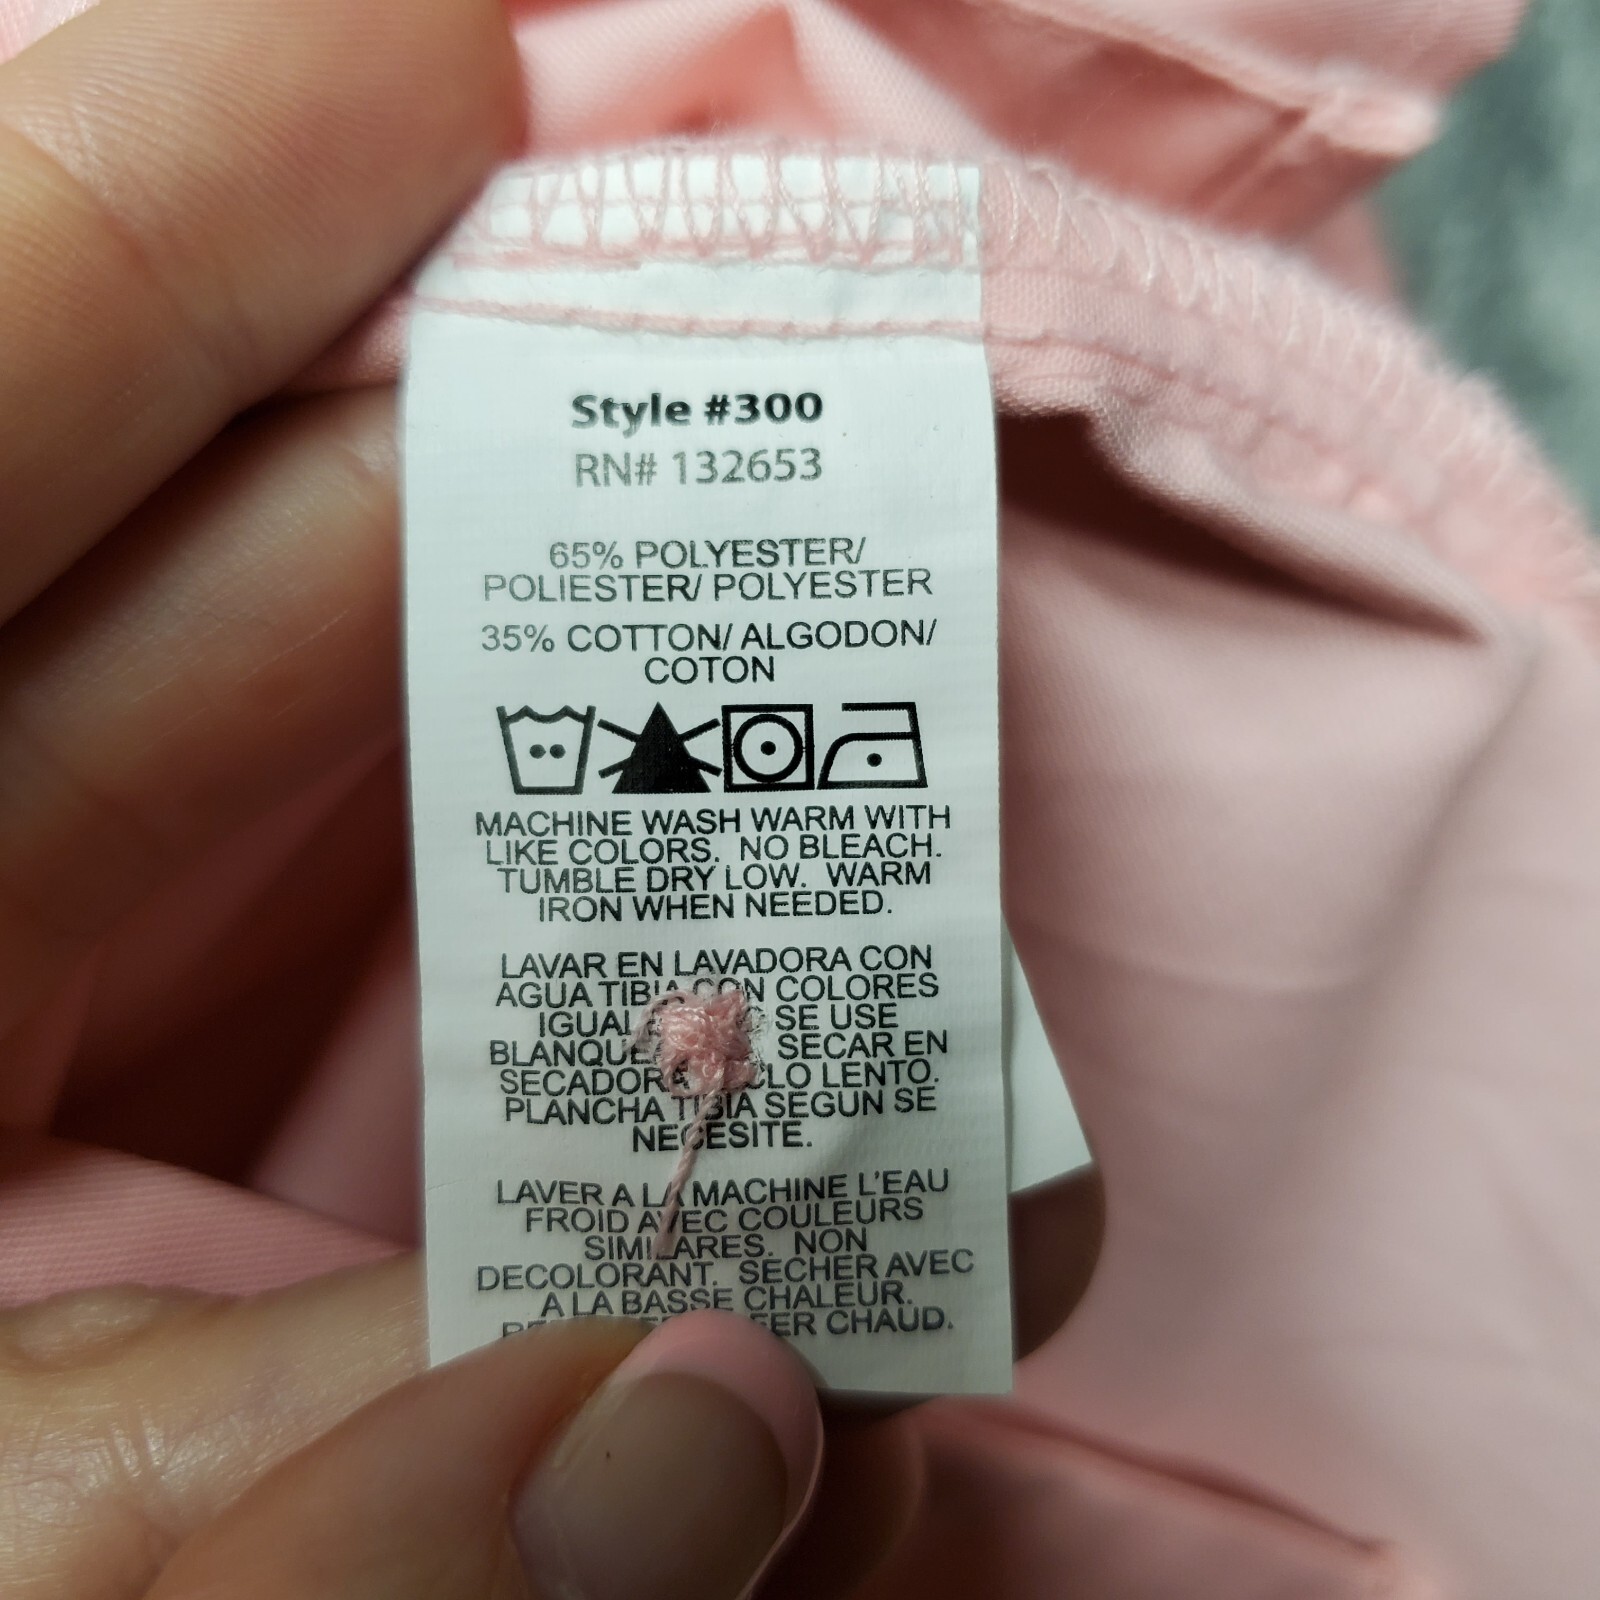 Style #300
RN# 132653
65% POLYESTER/
POLIESTER/ POLYESTER
35% COTTON/ ALGODON/
COTON
MACHINE WASH WARM WITH
LIKE COLORS. NO BLEACH.
TUMBLE DRY LOW. WARM
IRON WHEN NEEDED.
LAVAR EN LAVADORA CON
AGUA TIBIA CON COLORES
SE USE
SECAR EN
LENTO.
PLANCHA TIBIA SEGUN SE
NECESITE.
LAVER A LA MACHINE L'EAU
FROID AVEC COULEURS
SIMILARES. NON
DECOLORANT. SECHER AVEC
A LA BASSE CHALEUR.
CHAUD.